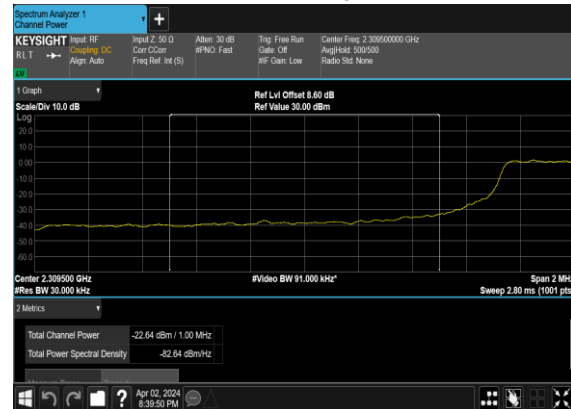 Spectrum Analyzer 1
Channel Power
+
KEYSIGHT Input: RF Input Z: 50 Ω Atten: 30 dB Trig: Free Run Center Freq: 2.309500000 GHz
RLT Coupling: DC Corr CCorr #PNO: Fast Gate: Off Avg|Hold: 500/500
Align: Auto Freq Ref: Int (S) #IF Gain: Low Radio Std: None
1 Graph
Ref Lvl Offset 8.60 dB
Scale/Div 10.0 dB Ref Value 30.00 dBm
Log
20.0
10.0
0.00
-10.0
-20.0
-30.0
-40.0
-50.0
-60.0
Center 2.309500 GHz #Video BW 91.000 kHz* Span 2 MH
#Res BW 30.000 kHz Sweep 2.80 ms (1001 pts
2 Metrics
Total Channel Power -22.64 dBm / 1.00 MHz
Total Power Spectral Density -82.64 dBm/Hz
?
Apr 02, 2024
8:39:50 PM